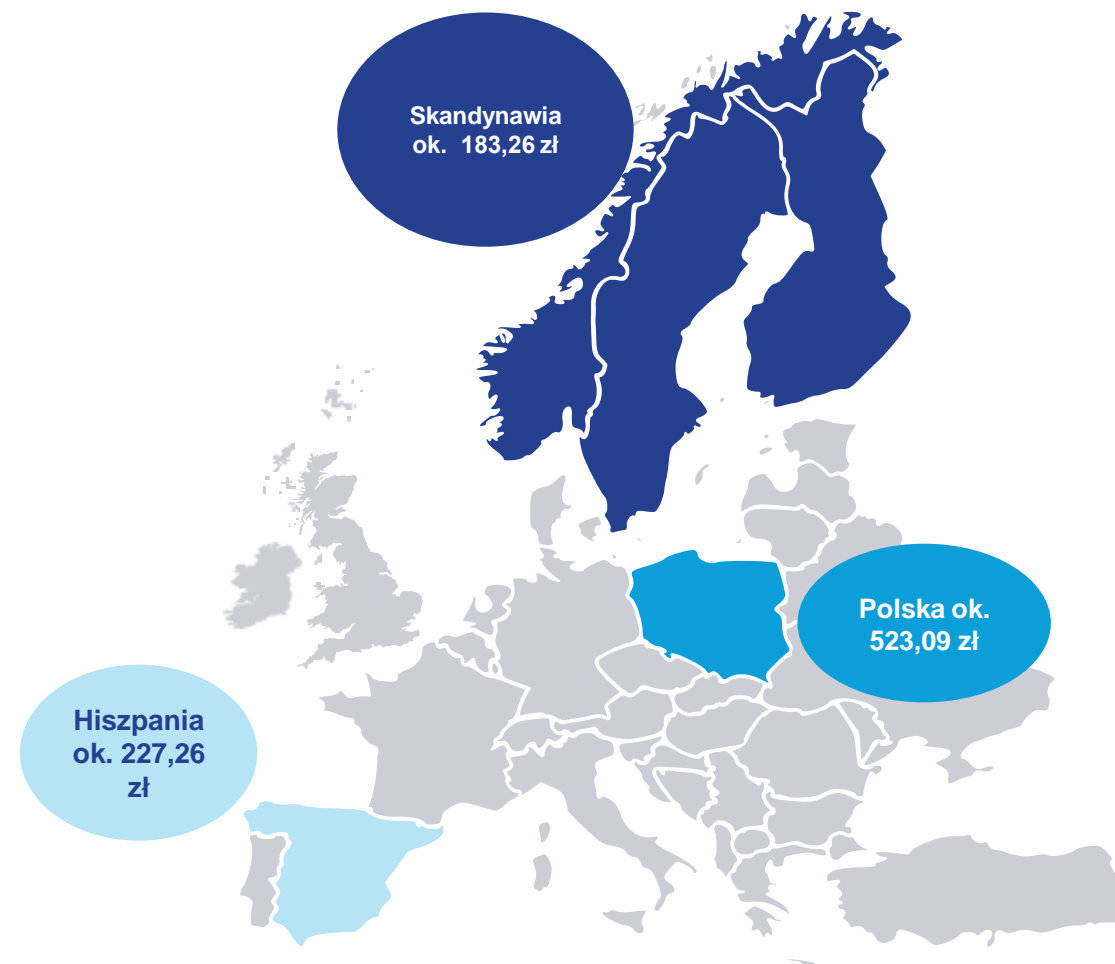 Skandynawia
ok. 183,26 zł
Polska ok.
523,09 zł
Hiszpania
ok. 227,26
zł